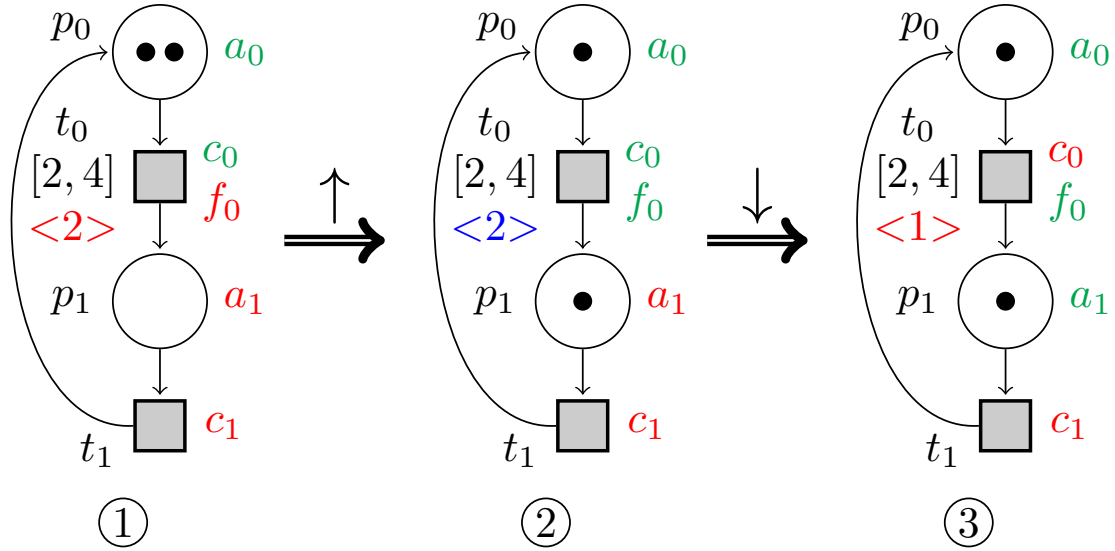 p₀ a₀
t₀
[2, 4] c₀
<2> f₀
p₁ a₁
t₁ c₁
①
↑
⇒
p₀ a₀
t₀
[2, 4] c₀
<2> f₀
p₁ a₁
t₁ c₁
②
↓
⇒
p₀ a₀
t₀
[2, 4] c₀
<1> f₀
p₁ a₁
t₁ c₁
③